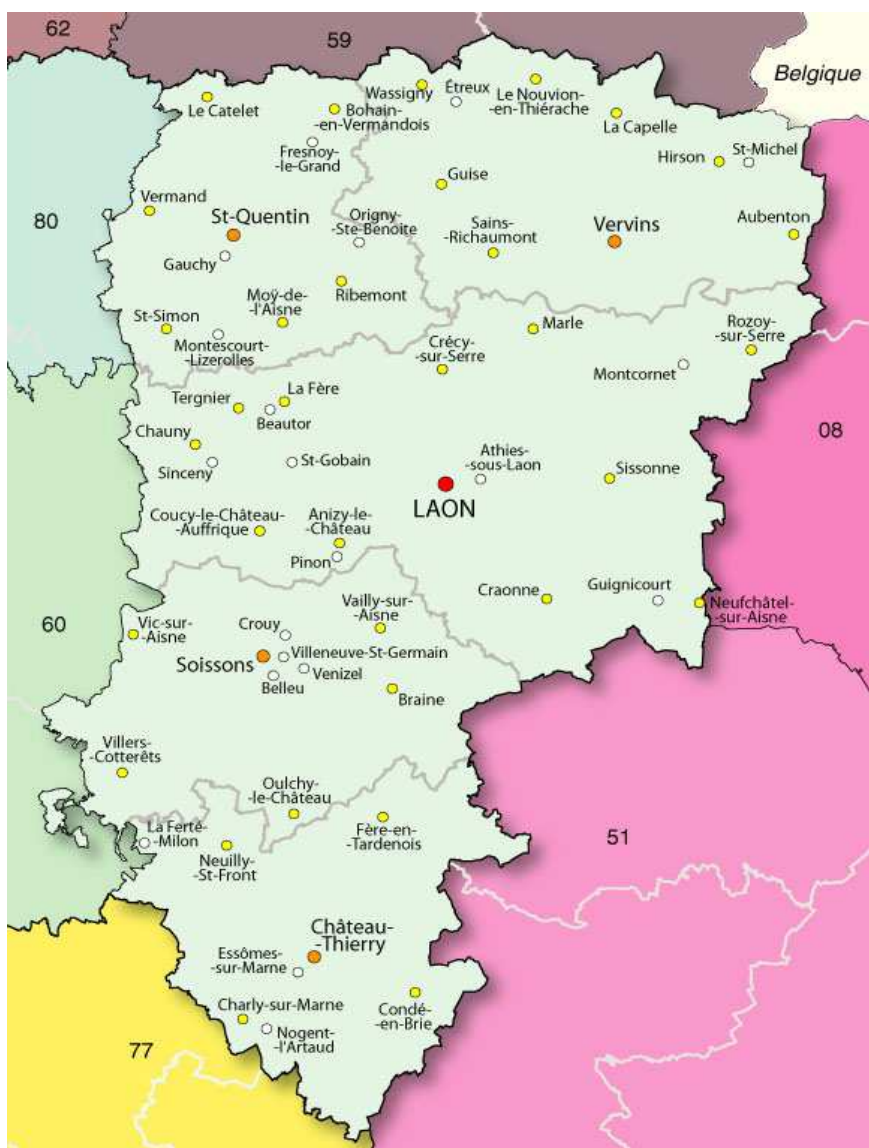 62
59
Belgique
Wassigny
Étreux
Le Nouvion-
-en-Thiérache
Le Catelet
Bohain-
-en-Vermandois
La Capelle
Fresnoy-
-le-Grand
Hirson
St-Michel
Guise
Vermand
80
St-Quentin
Origny-
-Ste-Benoite
Sains-
-Richaumont
Vervins
Aubenton
Gauchy
Ribemont
Moÿ-de-
-l'Aisne
St-Simon
Montescourt-
-Lizerolles
Marle
Crécy-
-sur-Serre
Rozoy-
-sur-Serre
Montcornet
Tergnier
La Fère
Beautor
Chauny
08
Sinceny
St-Gobain
Athies-
-sous-Laon
Sissonne
LAON
Coucy-le-Château-
-Auffrique
Anizy-le-
-Château
Pinon
Craonne
Guignicourt
Neufchâtel-
-sur-Aisne
60
Vic-sur-
-Aisne
Crouy
Vailly-sur-
-Aisne
Soissons
Villeneuve-St-Germain
Venizel
Belleu
Braine
Villers-
-Cotterêts
Oulchy-
-le-Château
La Ferté-
-Milon
Neuilly-
-St-Front
Fère-en-
-Tardenois
51
Château-
-Thierry
Essômes-
-sur-Marne
Charly-sur-Marne
Condé-
-en-Brie
Nogent-
-l'Artaud
77